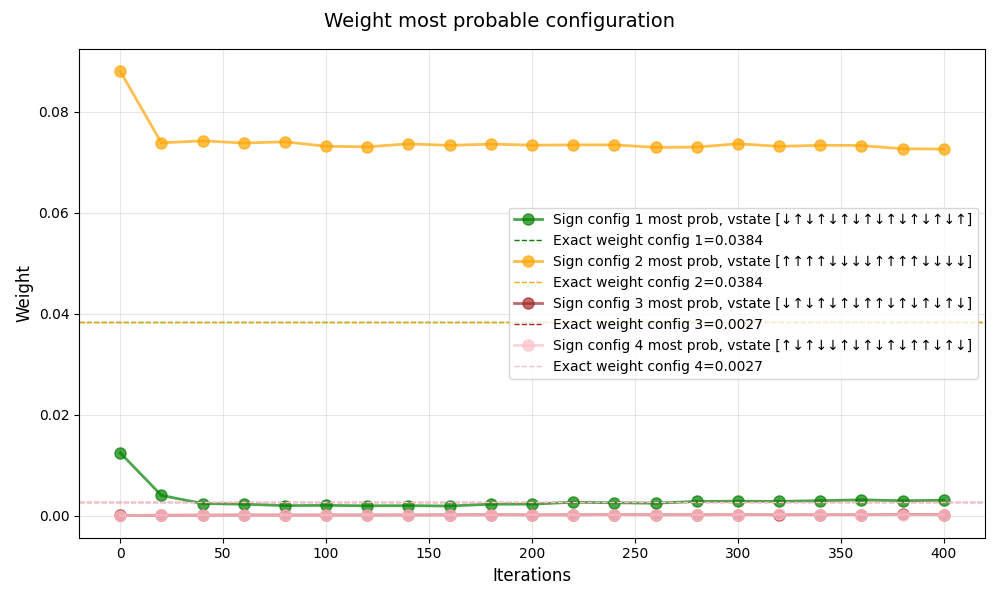 Weight most probable configuration
Weight
0.08
0.06
0.04
0.02
0.00
Sign config 1 most prob, vstate [↓↑↓↑↓↑↓↑↓↑↓↑↓↑↓↑]
Exact weight config 1=0.0384
Sign config 2 most prob, vstate [↑↑↑↑↓↓↓↓↑↑↑↑↓↓↓↓]
Exact weight config 2=0.0384
Sign config 3 most prob, vstate [↓↑↓↑↓↑↓↑↑↓↑↓↑↓↑↓]
Exact weight config 3=0.0027
Sign config 4 most prob, vstate [↑↓↑↓↓↑↓↑↓↑↓↑↑↓↑↓]
Exact weight config 4=0.0027
0 50 100 150 200 250 300 350 400
Iterations